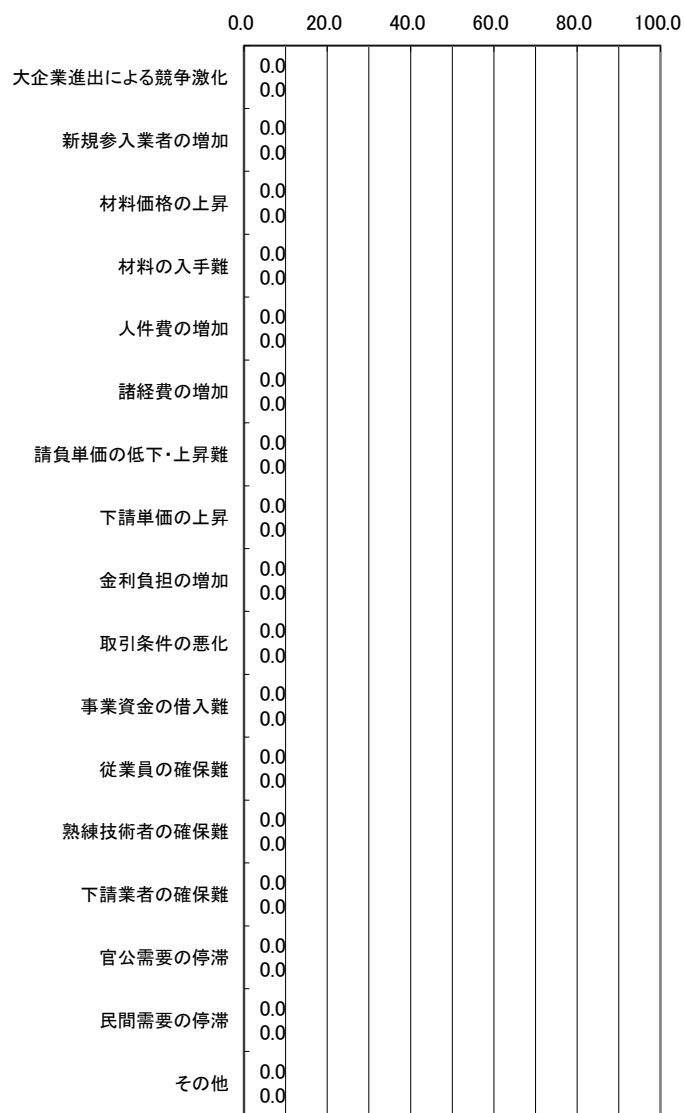 0.0 20.0 40.0 60.0 80.0 100.0
大企業進出による競争激化
0.0
0.0
新規参入業者の増加
0.0
0.0
材料価格の上昇
0.0
0.0
材料の入手難
0.0
0.0
人件費の増加
0.0
0.0
諸経費の増加
0.0
0.0
請負単価の低下・上昇難
0.0
0.0
下請単価の上昇
0.0
0.0
金利負担の増加
0.0
0.0
取引条件の悪化
0.0
0.0
事業資金の借入難
0.0
0.0
従業員の確保難
0.0
0.0
熟練技術者の確保難
0.0
0.0
下請業者の確保難
0.0
0.0
官公需要の停滞
0.0
0.0
民間需要の停滞
0.0
0.0
その他
0.0
0.0